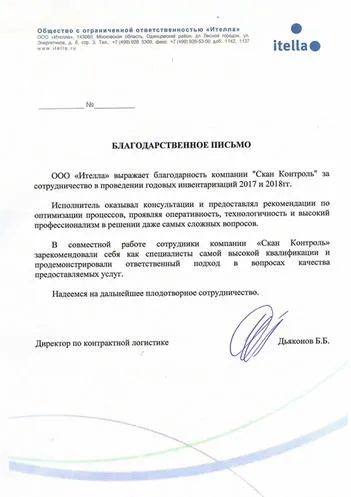 Общество с ограниченной ответственностью «Ителла»
ООО «Ителла», 143080, Московская область, Одинцовский район, дп Лесной городок, ул.
Энергетиков, д. 6, стр. 3, Тел.: +7 (499) 926 5309, факс: +7 (499) 926-53-00 доб. 1142, 1137
www.itella.ru
itella
№
БЛАГОДАРСТВЕННОЕ ПИСЬМО
ООО «Ителла» выражает благодарность компании "Скан Контроль" за
сотрудничество в проведении годовых инвентаризаций 2017 и 2018гг.
Исполнитель оказывал консультации и предоставлял рекомендации по
оптимизации процессов, проявляя оперативность, технологичность и высокий
профессионализм в решении даже самых сложных вопросов.
В совместной работе сотрудники компании «Скан Контроль»
зарекомендовали себя как специалисты самой высокой квалификации и
продемонстрировали ответственный подход в вопросах качества
предоставляемых услуг.
Надеемся на дальнейшее плодотворное сотрудничество.
Директор по контрактной логистике
Дьяконов Б.Б.